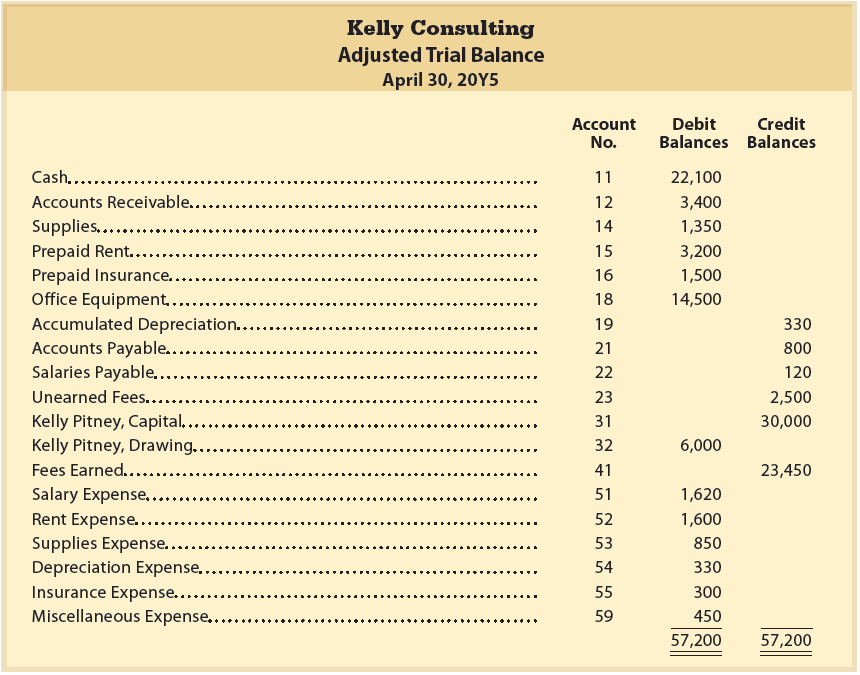 Kelly Consulting
Adjusted Trial Balance
April 30, 20Y5
Account No. Debit Balances Credit Balances
Cash 11 22,100
Accounts Receivable 12 3,400
Supplies 14 1,350
Prepaid Rent 15 3,200
Prepaid Insurance 16 1,500
Office Equipment 18 14,500
Accumulated Depreciation 19 330
Accounts Payable 21 800
Salaries Payable 22 120
Unearned Fees 23 2,500
Kelly Pitney, Capital 31 30,000
Kelly Pitney, Drawing 32 6,000
Fees Earned 41 23,450
Salary Expense 51 1,620
Rent Expense 52 1,600
Supplies Expense 53 850
Depreciation Expense 54 330
Insurance Expense 55 300
Miscellaneous Expense 59 450
57,200 57,200